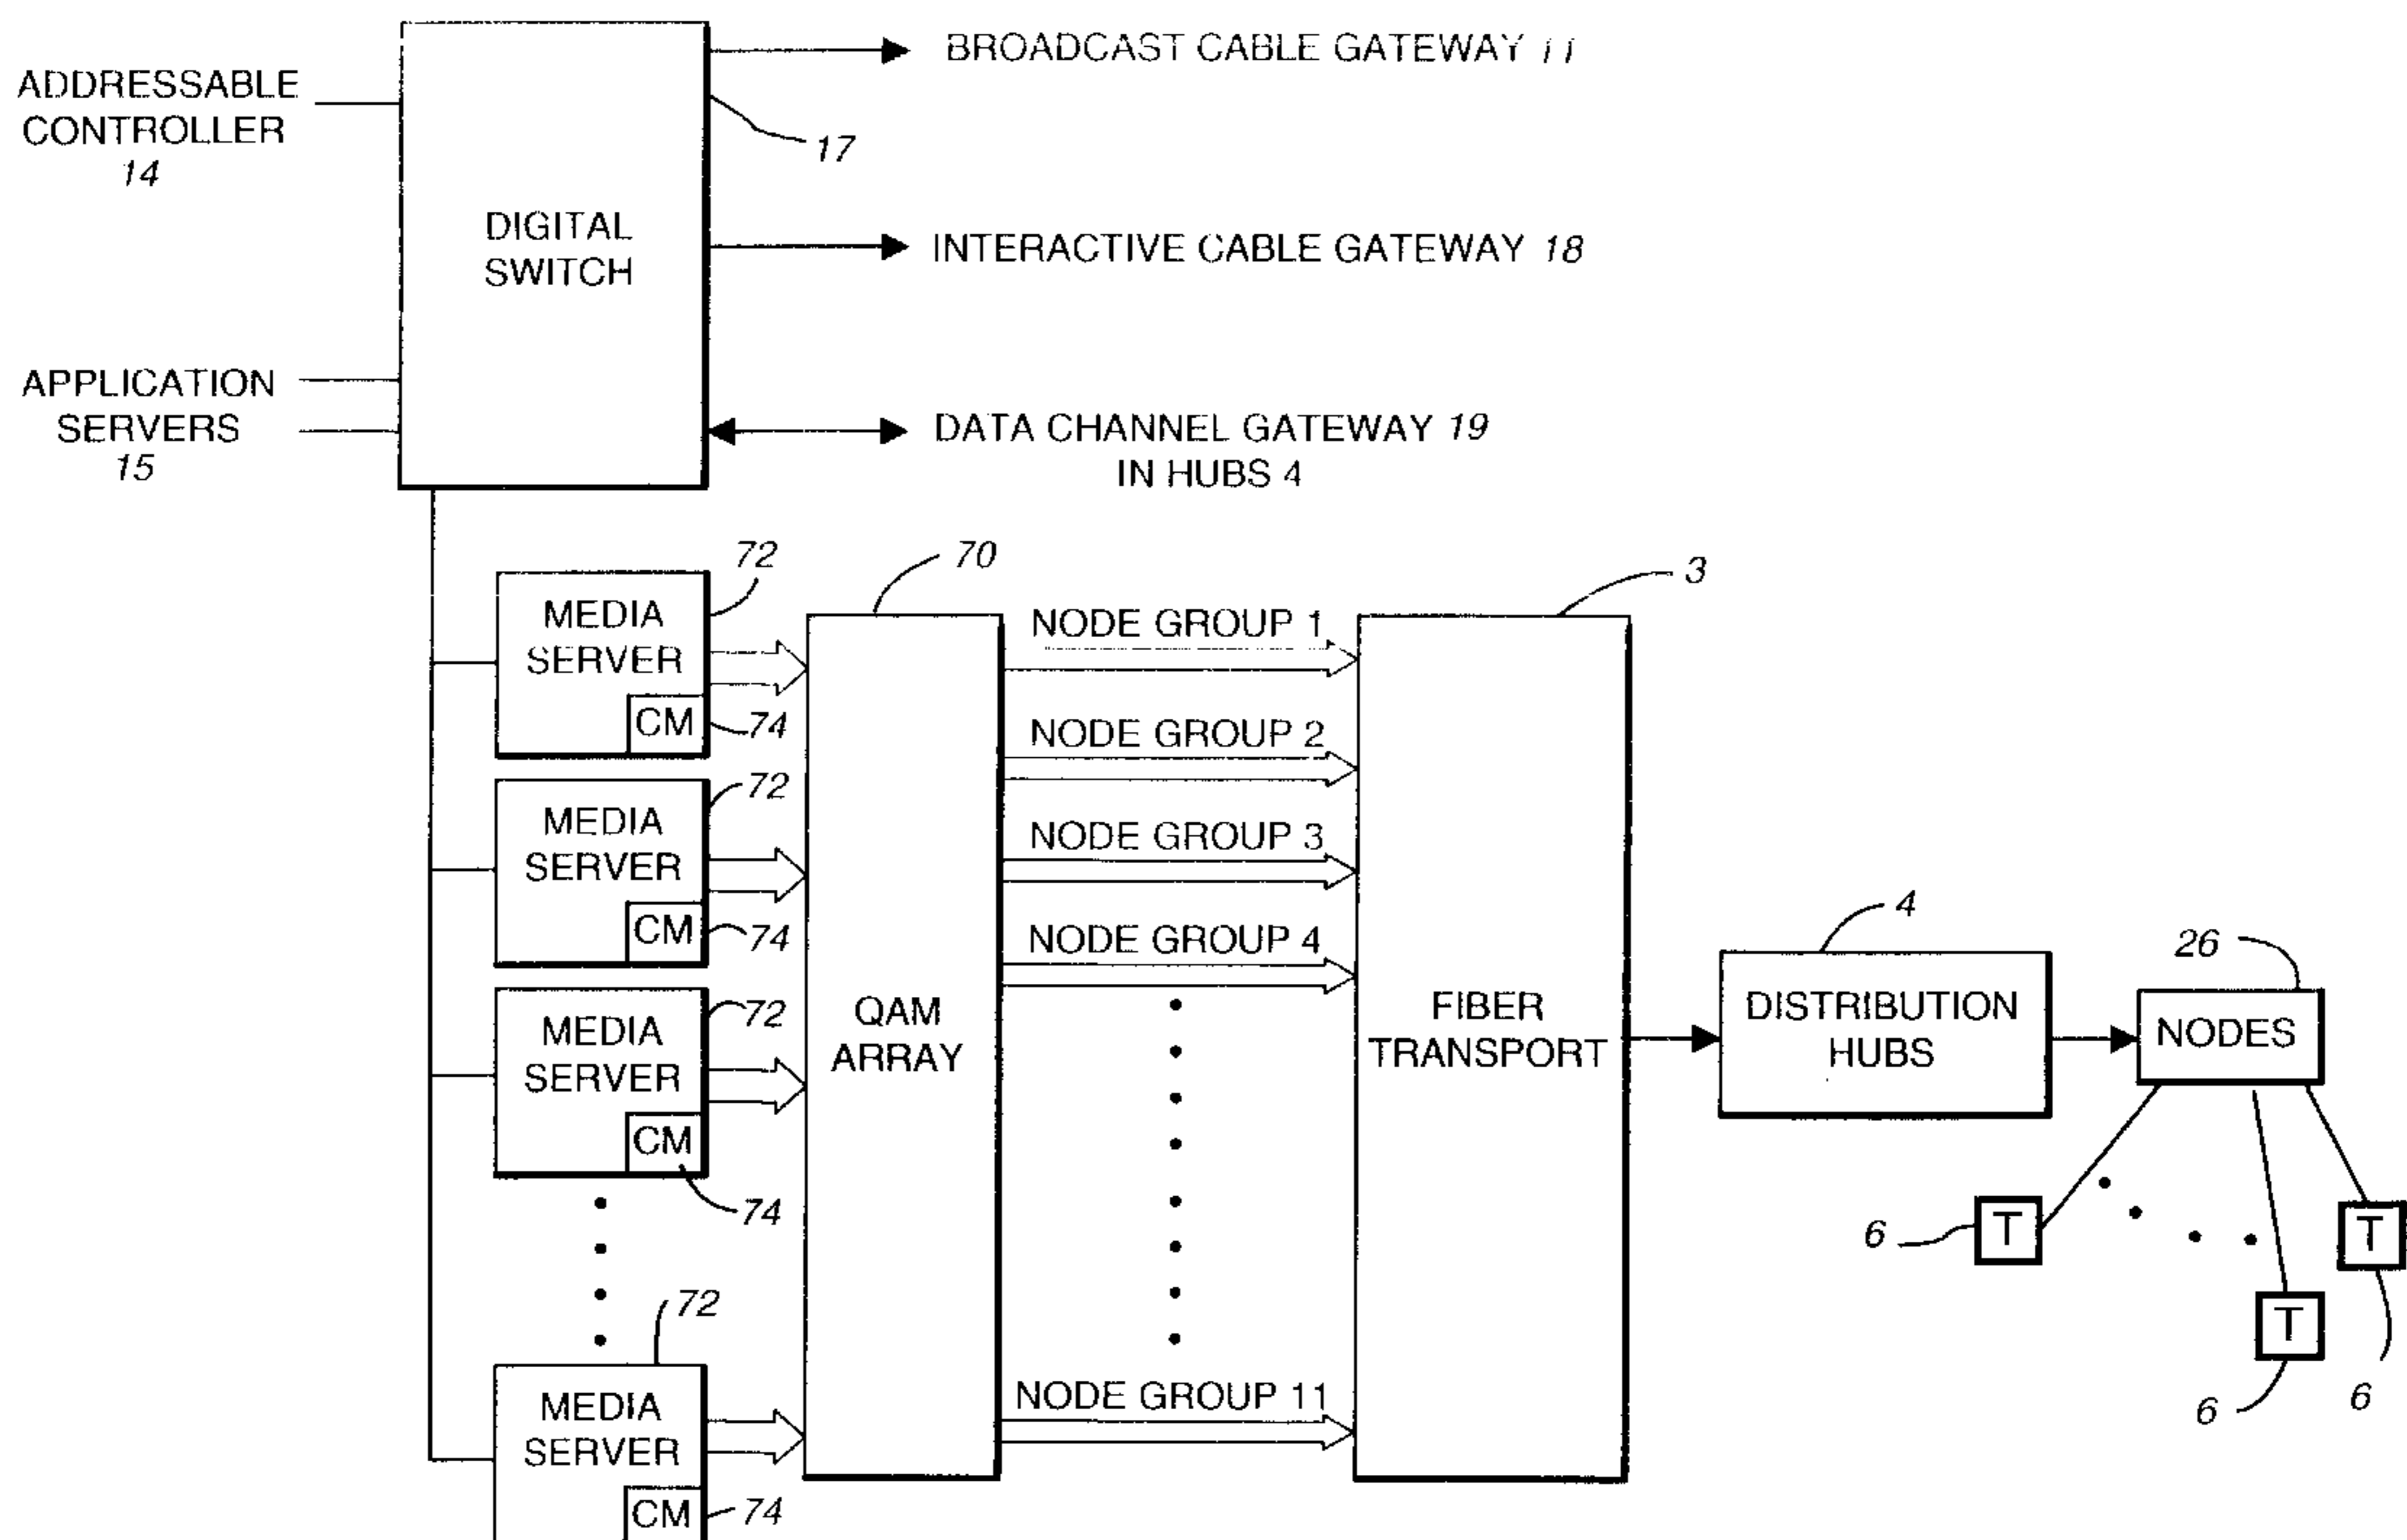 BROADCAST CABLE GATEWAY 11
ADDRESSABLE
CONTROLLER
14
17
DIGITAL
SWITCH
INTERACTIVE CABLE GATEWAY 18
APPLICATION
SERVERS
15
DATA CHANNEL GATEWAY 19
IN HUBS 4
72
70
3
MEDIA
SERVER
CM
74
NODE GROUP 1
NODE GROUP 2
72
MEDIA
SERVER
CM
74
NODE GROUP 3
NODE GROUP 4
72
MEDIA
SERVER
CM
74
QAM
ARRAY
FIBER
TRANSPORT
4
DISTRIBUTION
HUBS
26
NODES
6
T
T
6
T
6
72
MEDIA
SERVER
CM
74
NODE GROUP 11